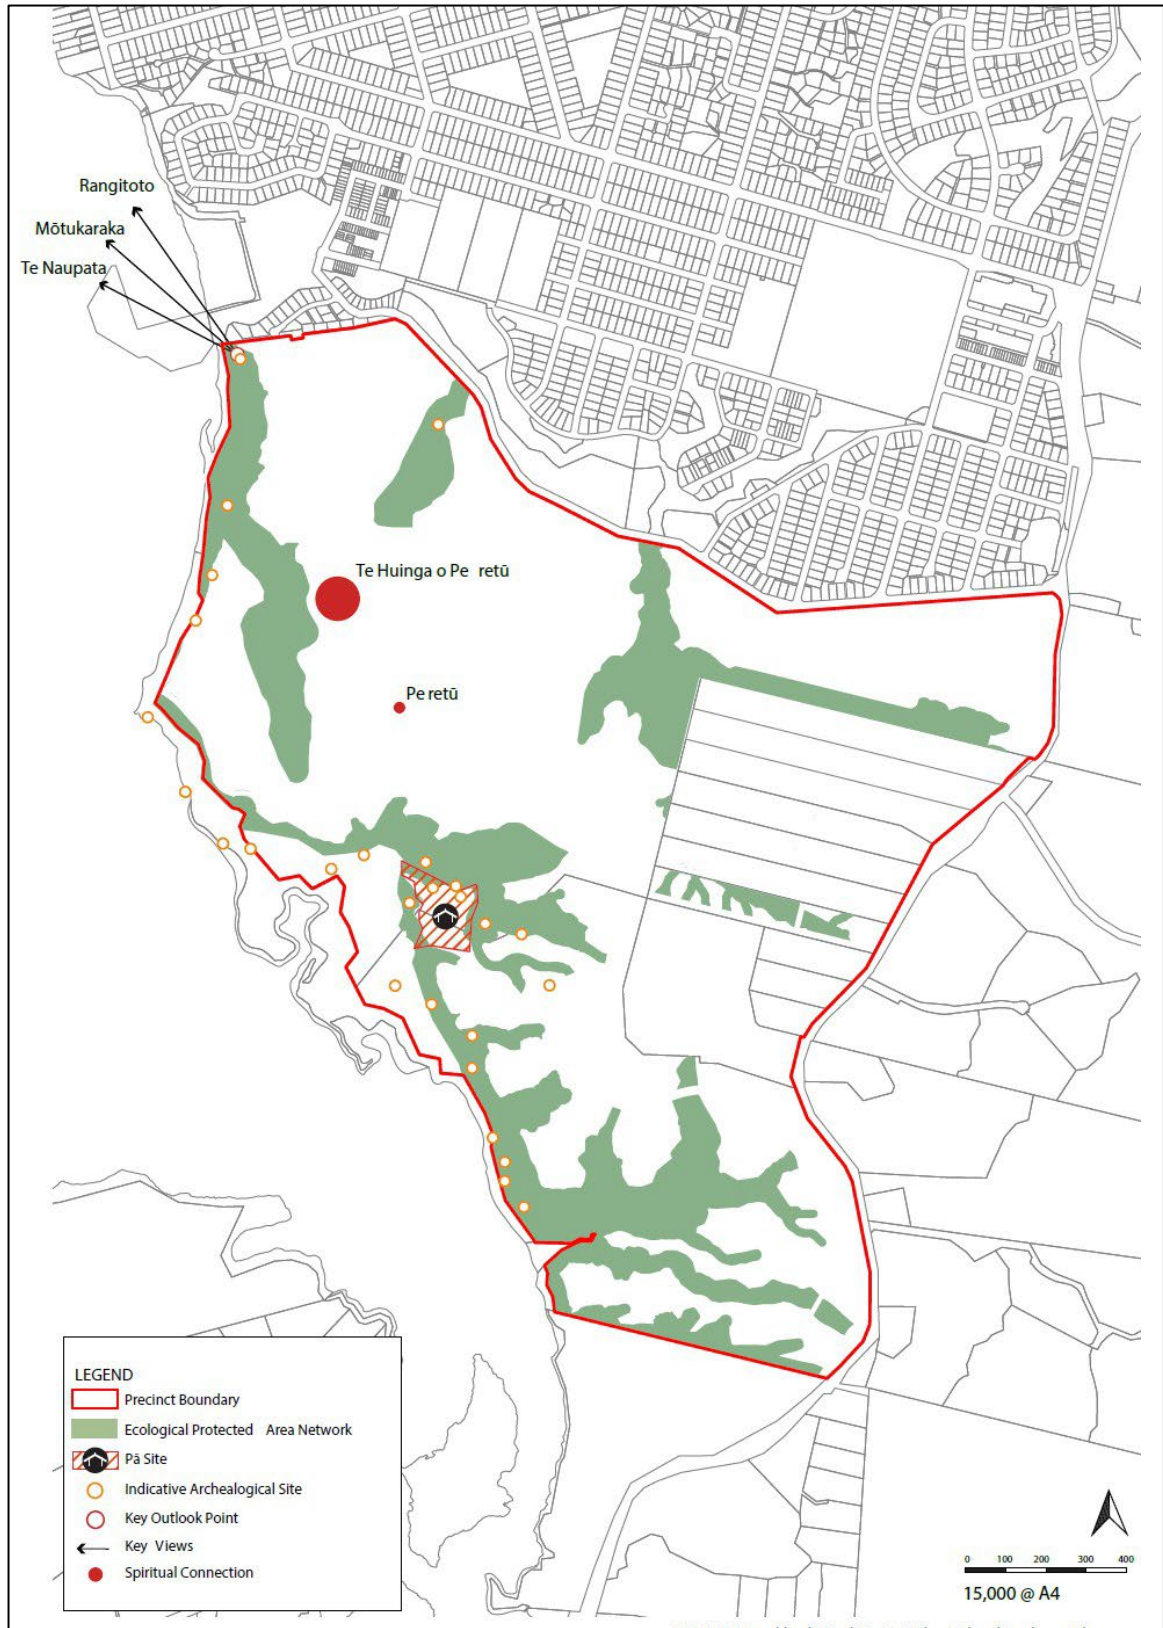 Rangitoto
Mōtukaraka
Te Naupata
Te Huinga o Pe retū
Pe retū
LEGEND
Precinct Boundary
Ecological Protected Area Network
Pā Site
Indicative Archealogical Site
Key Outlook Point
Key Views
Spiritual Connection
0 100 200 300 400
15,000 @ A4